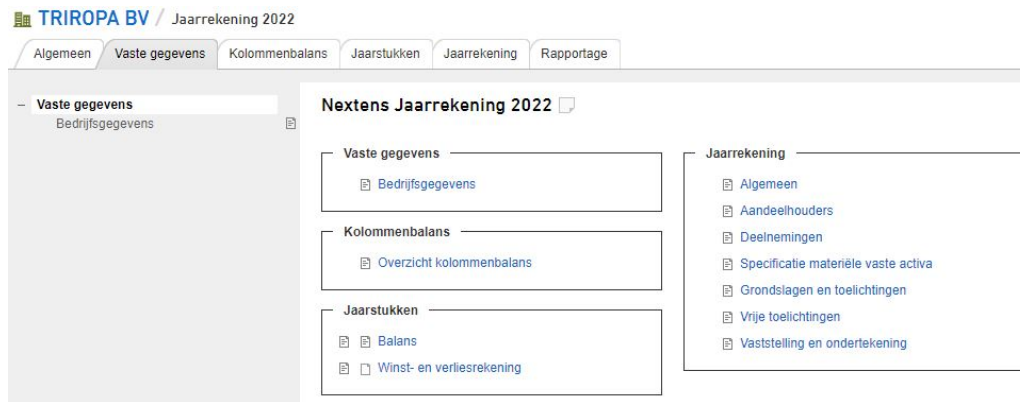 TRIROPA BV / Jaarrekening 2022
Algemeen Vaste gegevens Kolommenbalans Jaarstukken Jaarrekening Rapportage
– Vaste gegevens
Bedrijfsgegevens
Nextens Jaarrekening 2022
Vaste gegevens
Bedrijfsgegevens
Kolommenbalans
Overzicht kolommenbalans
Jaarstukken
Balans
Winst- en verliesrekening
Jaarrekening
Algemeen
Aandeelhouders
Deelnemingen
Specificatie materiële vaste activa
Grondslagen en toelichtingen
Vrije toelichtingen
Vaststelling en ondertekening